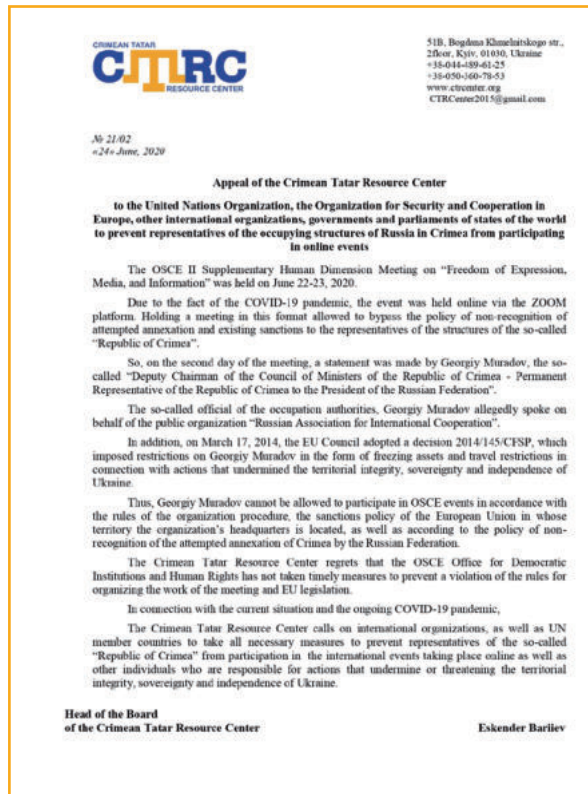 CRIMEAN TATAR
CTRC
RESOURCE CENTER
51B, Bogdana Khmelnitskogo str.,
2floor, Kyiv, 01030, Ukraine
+38-044-489-61-25
+38-050-360-78-53
www.ctrcenter.org
CTRCenter2015@gmail.com
№ 21/02
«24» June, 2020
Appeal of the Crimean Tatar Resource Center
to the United Nations Organization, the Organization for Security and Cooperation in
Europe, other international organizations, governments and parliaments of states of the world
to prevent representatives of the occupying structures of Russia in Crimea from participating
in online events
The OSCE II Supplementary Human Dimension Meeting on “Freedom of Expression,
Media, and Information” was held on June 22-23, 2020.
Due to the fact of the COVID-19 pandemic, the event was held online via the ZOOM
platform. Holding a meeting in this format allowed to bypass the policy of non-recognition of
attempted annexation and existing sanctions to the representatives of the structures of the so-called
“Republic of Crimea”.
So, on the second day of the meeting, a statement was made by Georgiy Muradov, the so-
called “Deputy Chairman of the Council of Ministers of the Republic of Crimea - Permanent
Representative of the Republic of Crimea to the President of the Russian Federation”.
The so-called official of the occupation authorities, Georgiy Muradov allegedly spoke on
behalf of the public organization “Russian Association for International Cooperation”.
In addition, on March 17, 2014, the EU Council adopted a decision 2014/145/CFSP, which
imposed restrictions on Georgiy Muradov in the form of freezing assets and travel restrictions in
connection with actions that undermined the territorial integrity, sovereignty and independence of
Ukraine.
Thus, Georgiy Muradov cannot be allowed to participate in OSCE events in accordance with
the rules of the organization procedure, the sanctions policy of the European Union in whose
territory the organization’s headquarters is located, as well as according to the policy of non-
recognition of the attempted annexation of Crimea by the Russian Federation.
The Crimean Tatar Resource Center regrets that the OSCE Office for Democratic
Institutions and Human Rights has not taken timely measures to prevent a violation of the rules for
organizing the work of the meeting and EU legislation.
In connection with the current situation and the ongoing COVID-19 pandemic,
The Crimean Tatar Resource Center calls on international organizations, as well as UN
member countries to take all necessary measures to prevent representatives of the so-called
“Republic of Crimea” from participation in the international events taking place online as well as
other individuals who are responsible for actions that undermine or threatening the territorial
integrity, sovereignty and independence of Ukraine.
Head of the Board
of the Crimean Tatar Resource Center Eskender Bariiev